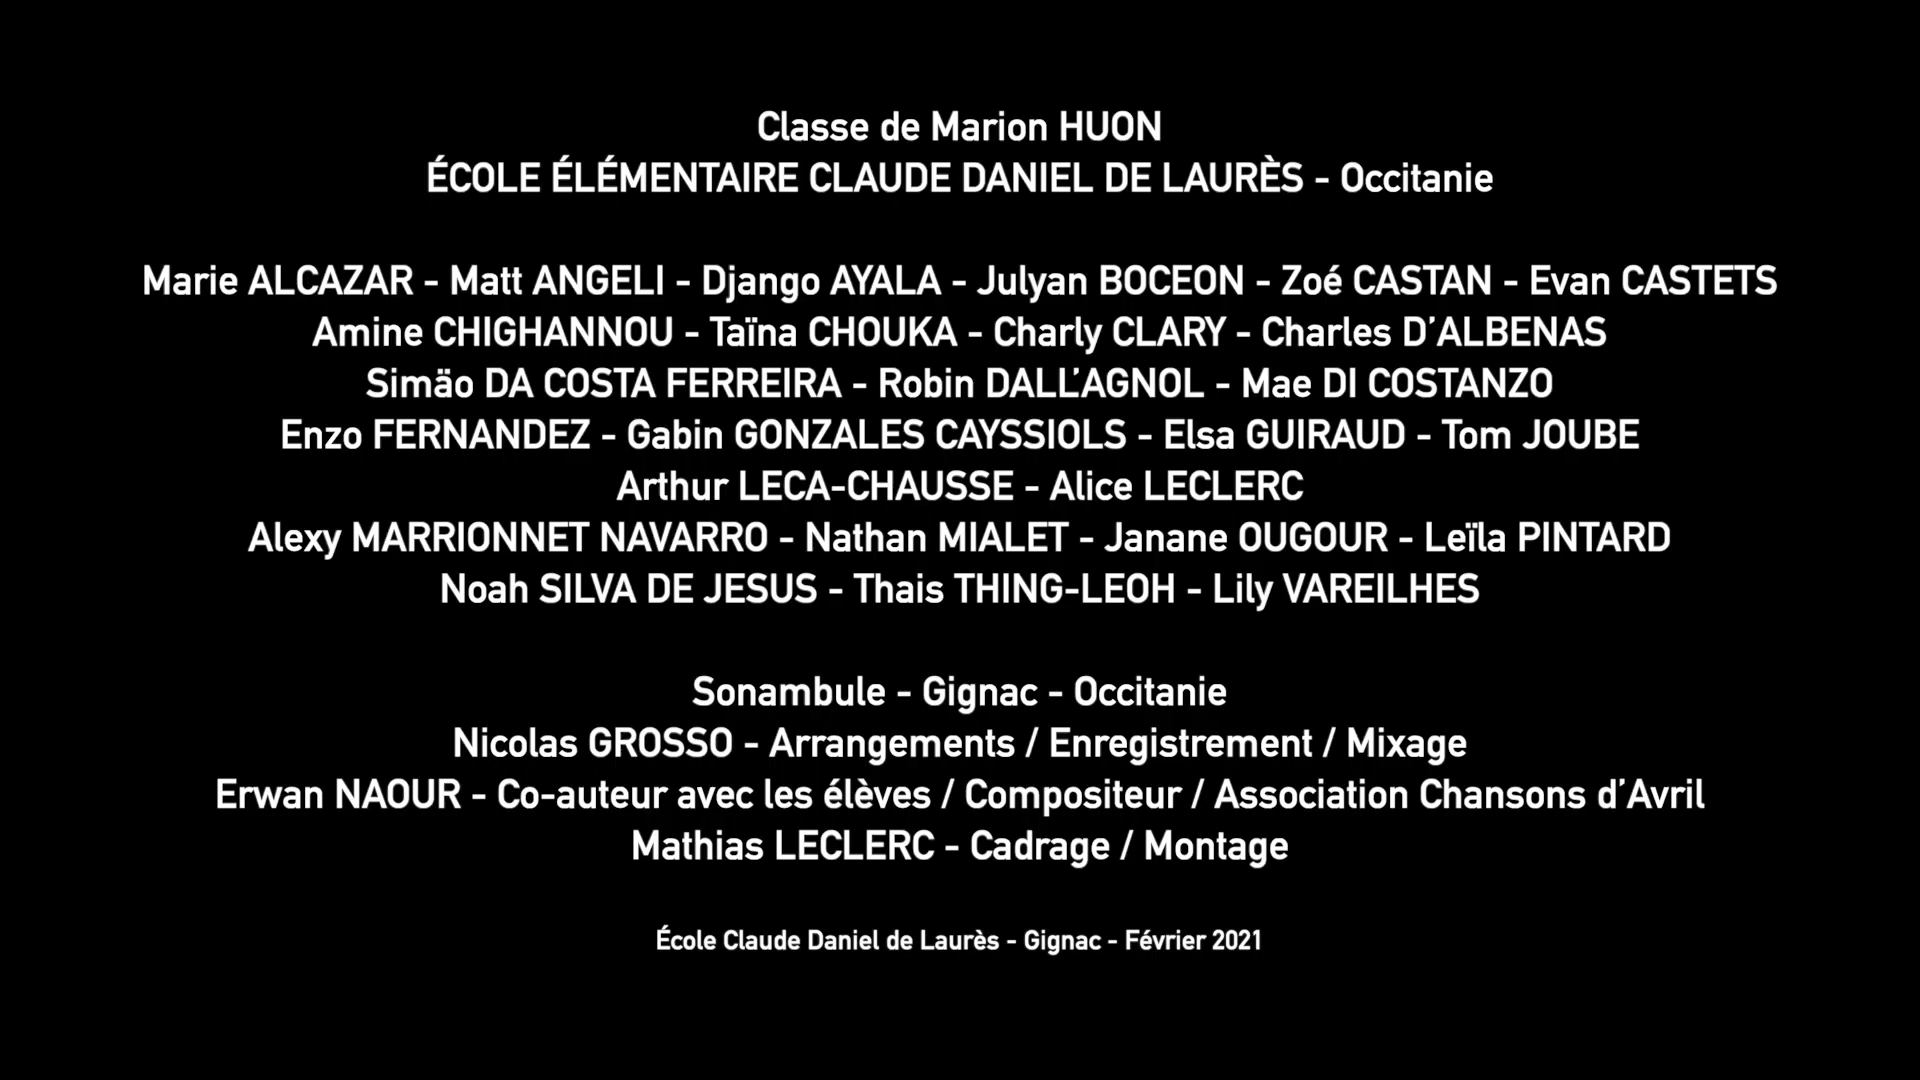 Classe de Marion HUON
ÉCOLE ÉLÉMENTAIRE CLAUDE DANIEL DE LAURÈS - Occitanie
Marie ALCAZAR - Matt ANGELI - Django AYALA - Julyan BOCEON - Zoé CASTAN - Evan CASTETS
Amine CHIGHANNOU - Taïna CHOUKA - Charly CLARY - Charles D’ALBENAS
Simäo DA COSTA FERREIRA - Robin DALL’AGNOL - Mae DI COSTANZO
Enzo FERNANDEZ - Gabin GONZALES CAYSSIOLS - Elsa GUIRAUD - Tom JOUBE
Arthur LECA-CHAUSSE - Alice LECLERC
Alexy MARRIONNET NAVARRO - Nathan MIALET - Janane OUGOUR - Leïla PINTARD
Noah SILVA DE JESUS - Thais THING-LEOH - Lily VAREILHES
Sonambule - Gignac - Occitanie
Nicolas GROSSO - Arrangements / Enregistrement / Mixage
Erwan NAOUR - Co-auteur avec les élèves / Compositeur / Association Chansons d’Avril
Mathias LECLERC - Cadrage / Montage
École Claude Daniel de Laurès - Gignac - Février 2021